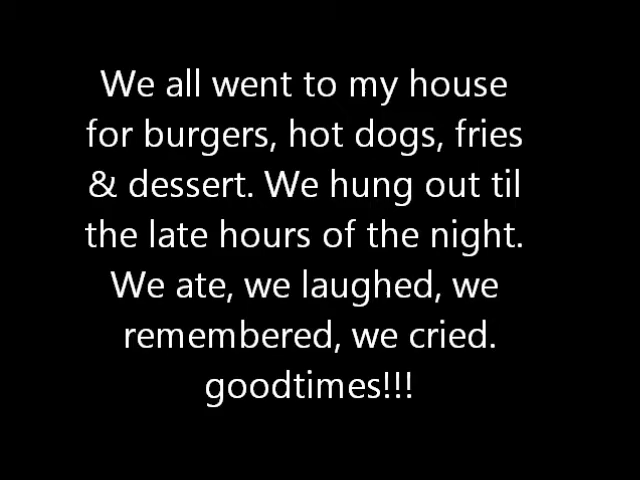 We all went to my house
for burgers, hot dogs, fries
& dessert. We hung out til
the late hours of the night.
We ate, we laughed, we
remembered, we cried.
goodtimes!!!